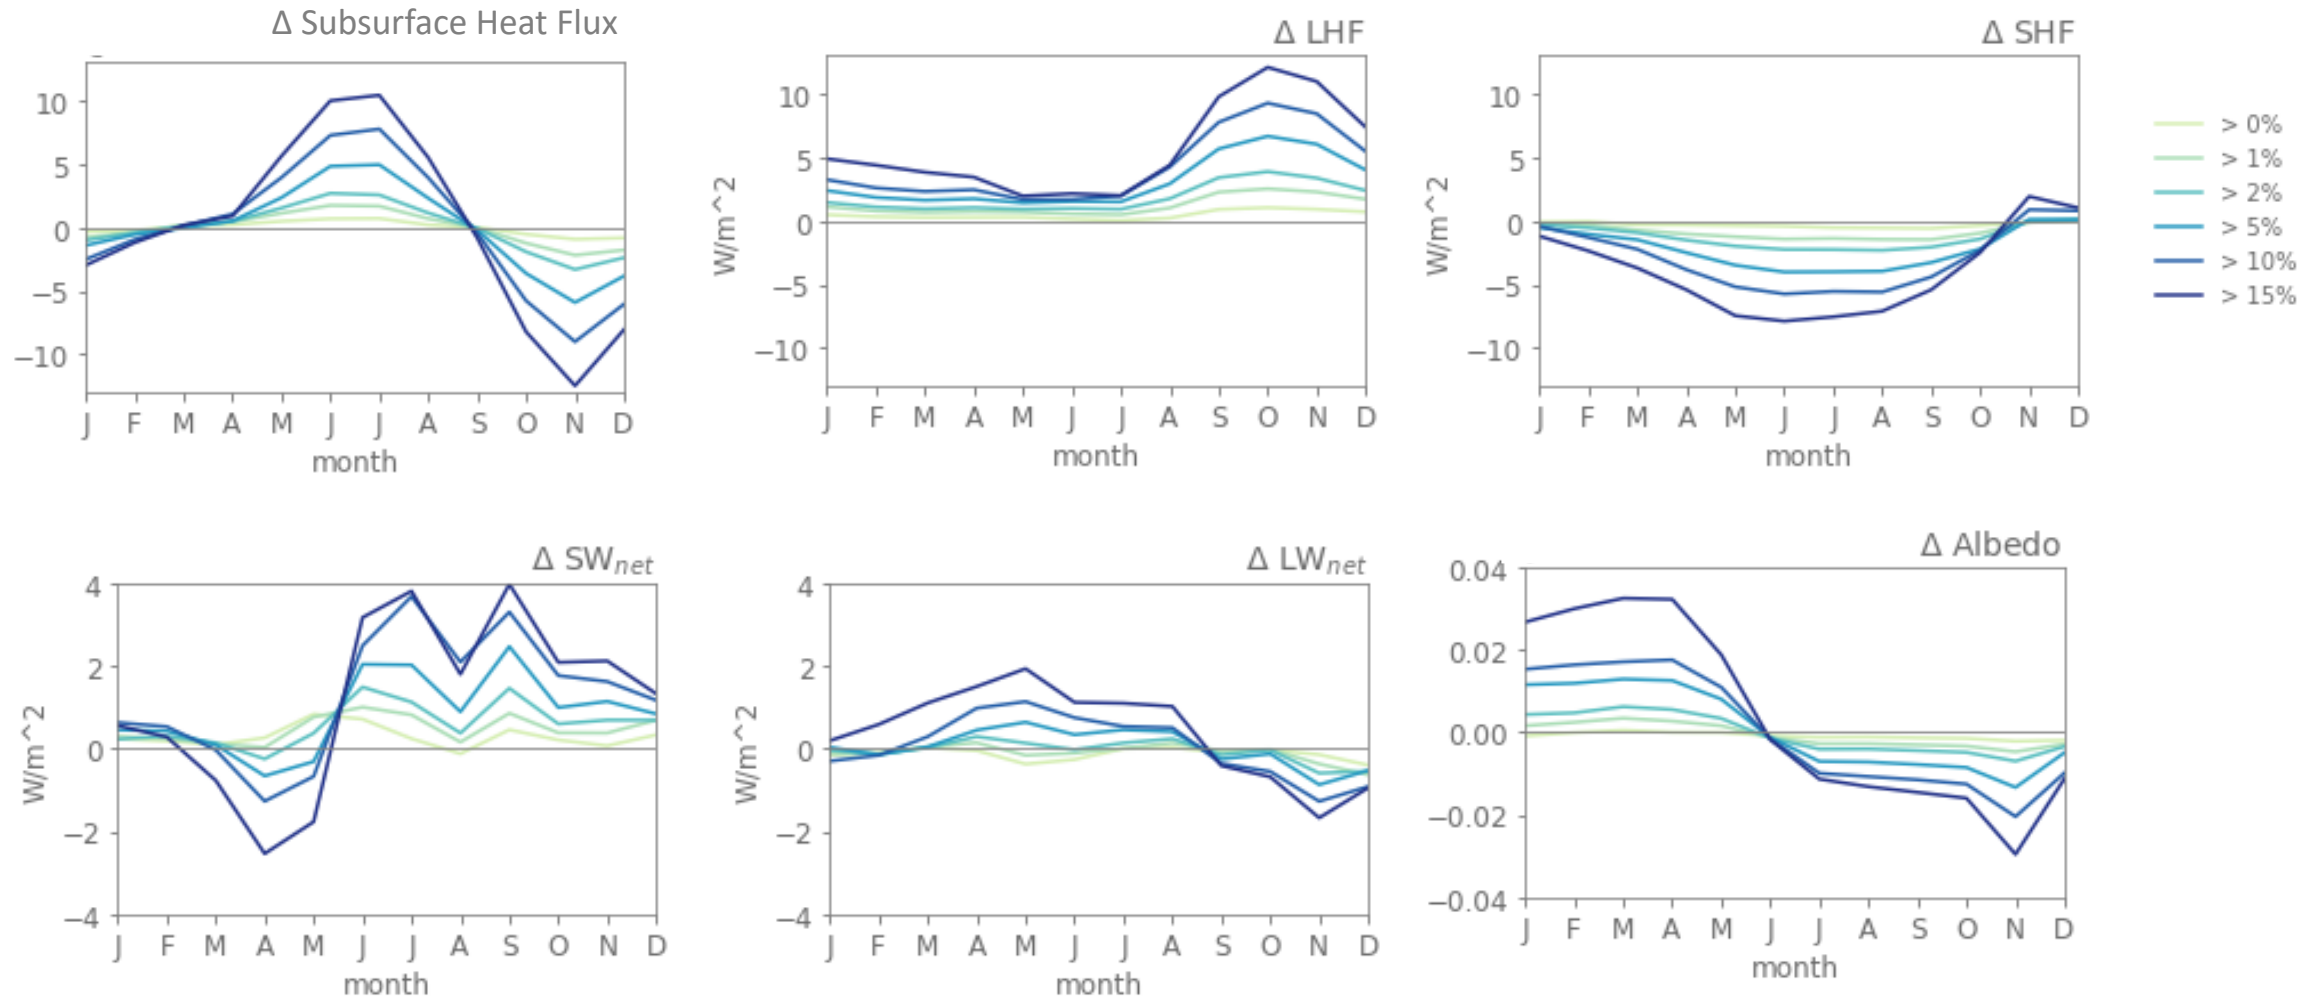 Δ Subsurface Heat Flux
10
5
0
−5
−10
J F M A M J J A S O N D
month
Δ LHF
W/m^2
10
5
0
−5
−10
J F M A M J J A S O N D
month
Δ SHF
W/m^2
10
5
0
−5
−10
J F M A M J J A S O N D
month
> 0%
> 1%
> 2%
> 5%
> 10%
> 15%
Δ SWnet
W/m^2
4
2
0
−2
−4
J F M A M J J A S O N D
month
Δ LWnet
W/m^2
4
2
0
−2
−4
J F M A M J J A S O N D
month
Δ Albedo
0.04
0.02
0.00
−0.02
−0.04
J F M A M J J A S O N D
month